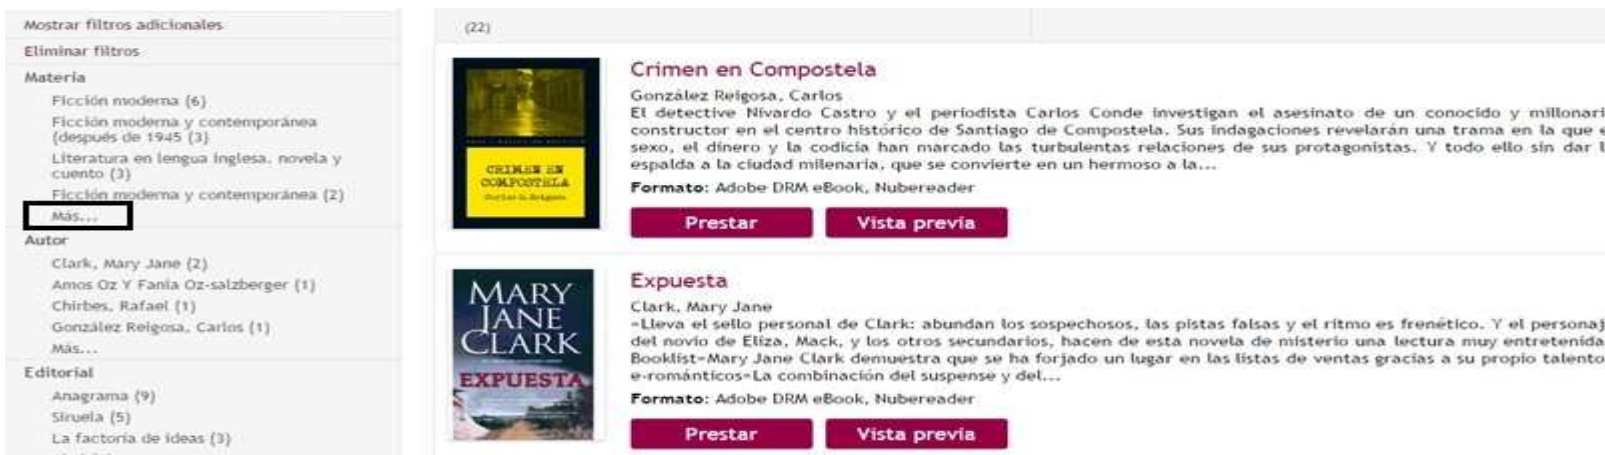 Mostrar filtros adicionales
Eliminar filtros
Materia
Ficción moderna (6)
Ficción moderna y contemporánea
(después de 1945 (3)
Literatura en lengua inglesa. novela y
cuento (3)
Ficción moderna y contemporánea (2)
Más...
Autor
Clark, Mary Jane (2)
Amos Oz Y Fania Oz-salzberger (1)
Chirbes, Rafael (1)
González Reigosa, Carlos (1)
Más...
Editorial
Anagrama (9)
Siruela (5)
La factoría de ideas (3)
(22)
CRIMEN EN
COMPOSTELA
Carlos G. Reigosa
Crimen en Compostela
González Reigosa, Carlos
El detective Nivardo Castro y el periodista Carlos Conde investigan el asesinato de un conocido y millonari
constructor en el centro histórico de Santiago de Compostela. Sus indagaciones revelarán una trama en la que e
sexo, el dinero y la codicia han marcado las turbulentas relaciones de sus protagonistas. Y todo ello sin dar l
espalda a la ciudad milenaria, que se convierte en un hermoso a la...
Formato: Adobe DRM eBook, Nubereader
Prestar
Vista previa
MARY
JANE
CLARK
EXPUESTA
Expuesta
Clark, Mary Jane
«Lleva el sello personal de Clark: abundan los sospechosos, las pistas falsas y el ritmo es frenético. Y el personaj
del novio de Eliza, Mack, y los otros secundarios, hacen de esta novela de misterio una lectura muy entretenida
Booklist«Mary Jane Clark demuestra que se ha forjado un lugar en las listas de ventas gracias a su propio talento
e-románticos«La combinación del suspense y del...
Formato: Adobe DRM eBook, Nubereader
Prestar
Vista previa